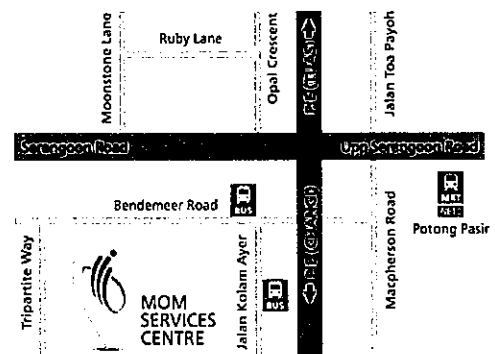 Moonstone Lane
Ruby Lane
Opal Crescent
PIE (TUAS)
Jalan Toa Payoh
Serangoon Road
Upp Serangoon Road
Bendemeer Road
BUS
PIE (CHANGI)
Macpherson Road
MRT
Potong Pasir
Tripartite Way
MOM
SERVICES
CENTRE
Jalan Kolam Ayer
BUS